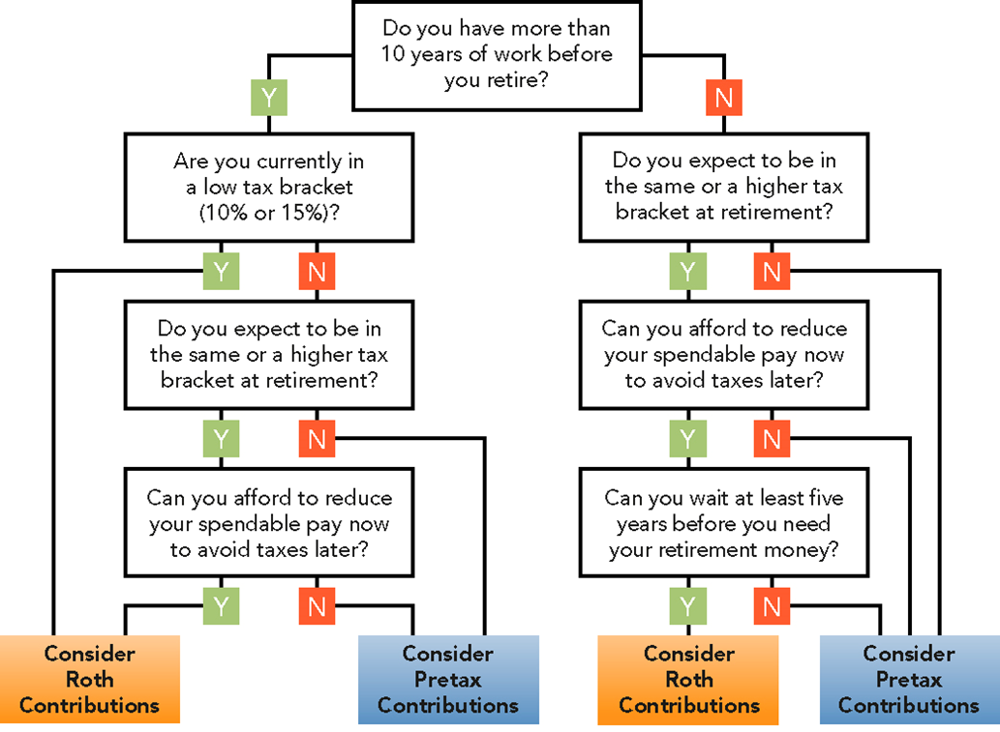 Do you have more than
10 years of work before
you retire?
Y
N
Are you currently in
a low tax bracket
(10% or 15%)?
Do you expect to be in
the same or a higher tax
bracket at retirement?
Y
N
Y
N
Do you expect to be in
the same or a higher tax
bracket at retirement?
Can you afford to reduce
your spendable pay now
to avoid taxes later?
Y
N
Y
N
Can you afford to reduce
your spendable pay now
to avoid taxes later?
Can you wait at least five
years before you need
your retirement money?
Y
N
Y
N
Consider
Roth
Contributions
Consider
Pretax
Contributions
Consider
Roth
Contributions
Consider
Pretax
Contributions